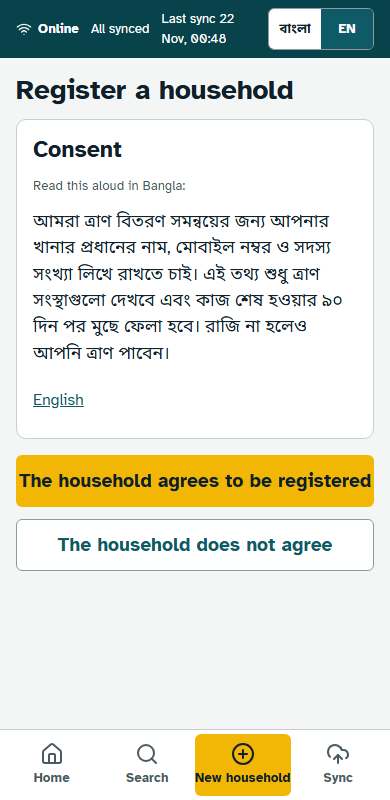 Online
All synced
Last sync 22
Nov, 00:48
বাংলা
EN
Register a household
Consent
Read this aloud in Bangla:
আমরা ত্রাণ বিতরণ সমন্বয়ের জন্য আপনার
খানার প্রধানের নাম, মোবাইল নম্বর ও সদস্য
সংখ্যা লিখে রাখতে চাই। এই তথ্য শুধু ত্রাণ
সংস্থাগুলো দেখবে এবং কাজ শেষ হওয়ার ৯০
দিন পর মুছে ফেলা হবে। রাজি না হলেও
আপনি ত্রাণ পাবেন।
English
The household agrees to be registered
The household does not agree
Home
Search
New household
Sync